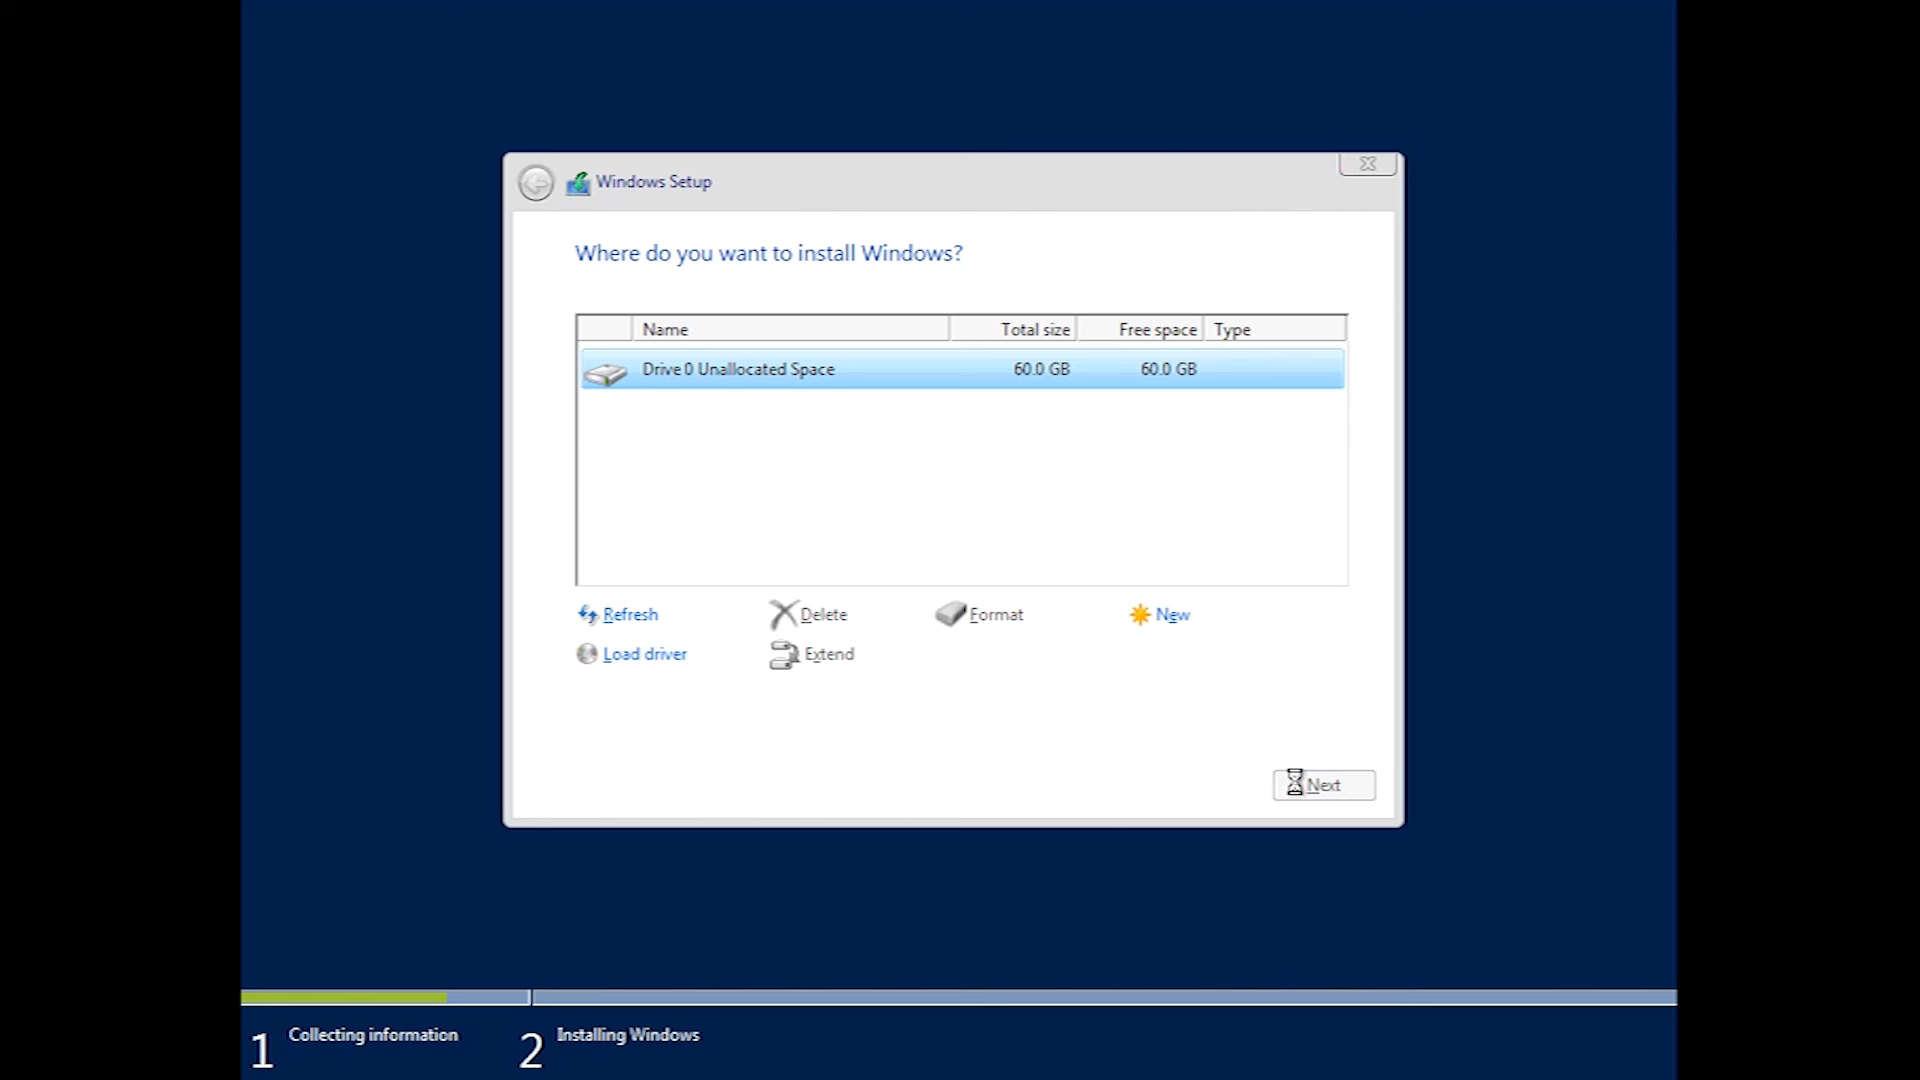 Windows Setup
Where do you want to install Windows?
Name Total size Free space Type
Drive 0 Unallocated Space 60.0 GB 60.0 GB
Refresh Delete Format New
Load driver Extend
Next
1 Collecting information 2 Installing Windows